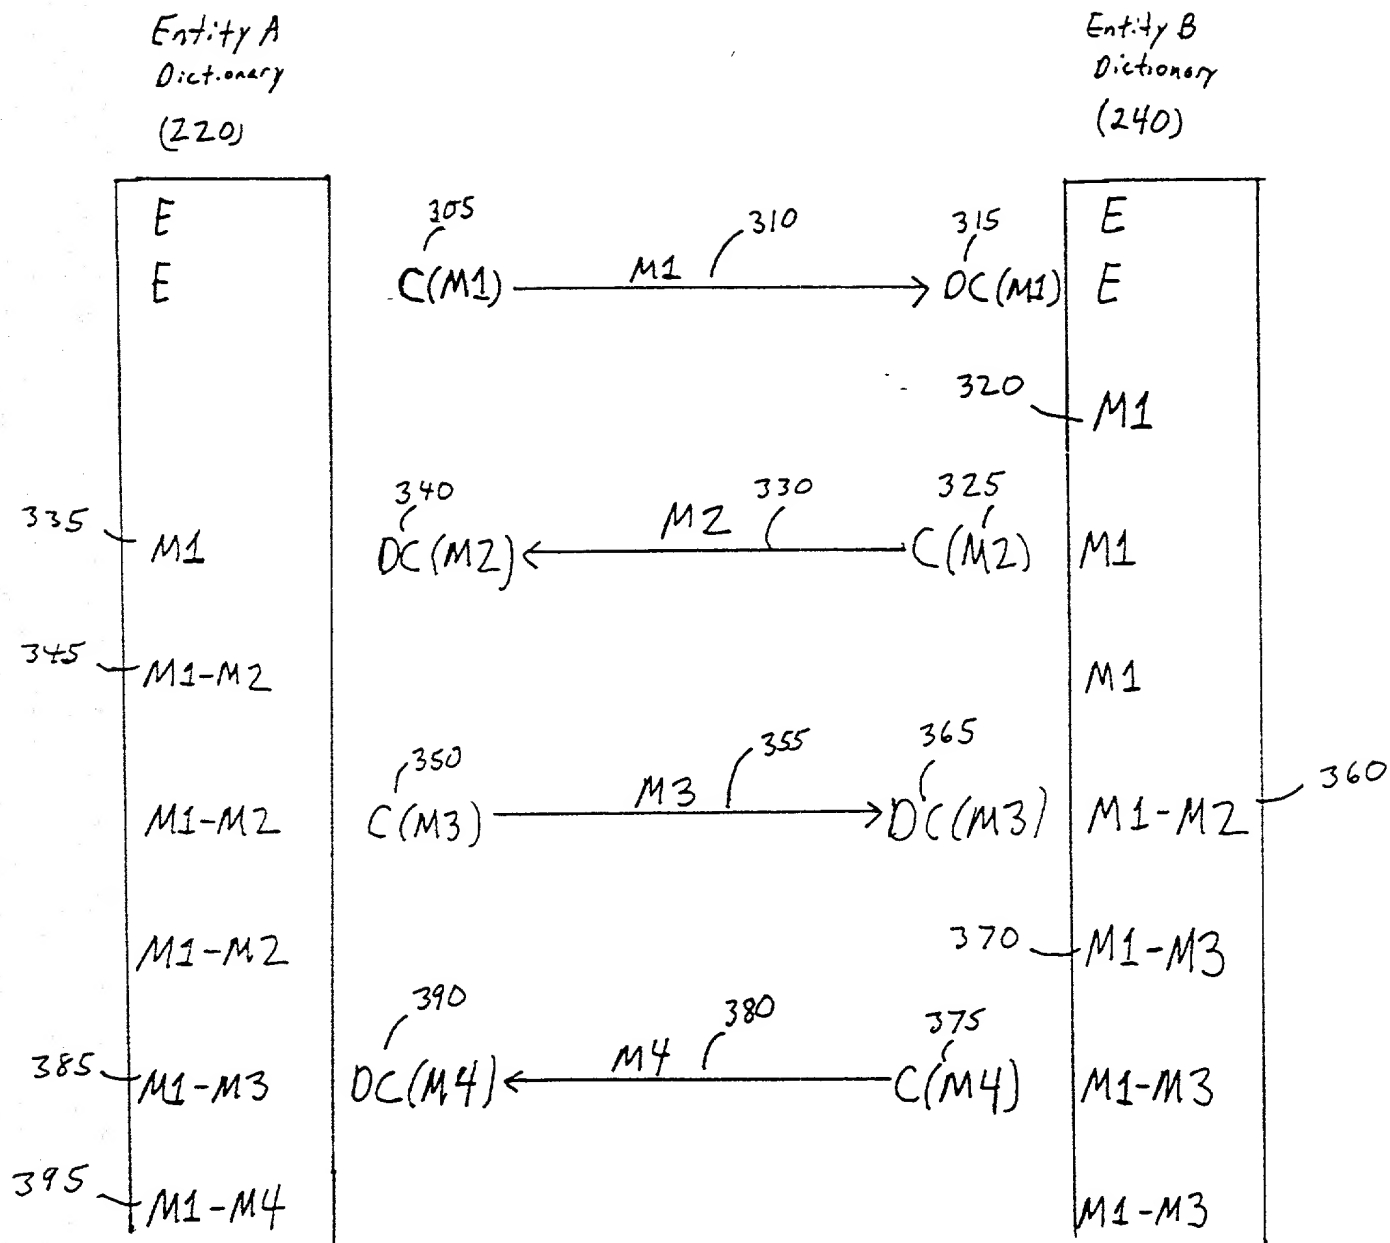 Entity A
Dictionary
(220)
Entity B
Dictionary
(240)
E
E
305
310
315
E
C(M1)
M1
DC(M1)
E
320
M1
335
M1
340
DC(M2)
M2
330
325
C(M2)
M1
345
M1-M2
M1
350
355
365
360
M1-M2
C(M3)
M3
DC(M3)
M1-M2
M1-M2
370
M1-M3
390
380
375
385
M1-M3
DC(M4)
M4
C(M4)
M1-M3
395
M1-M4
M1-M3